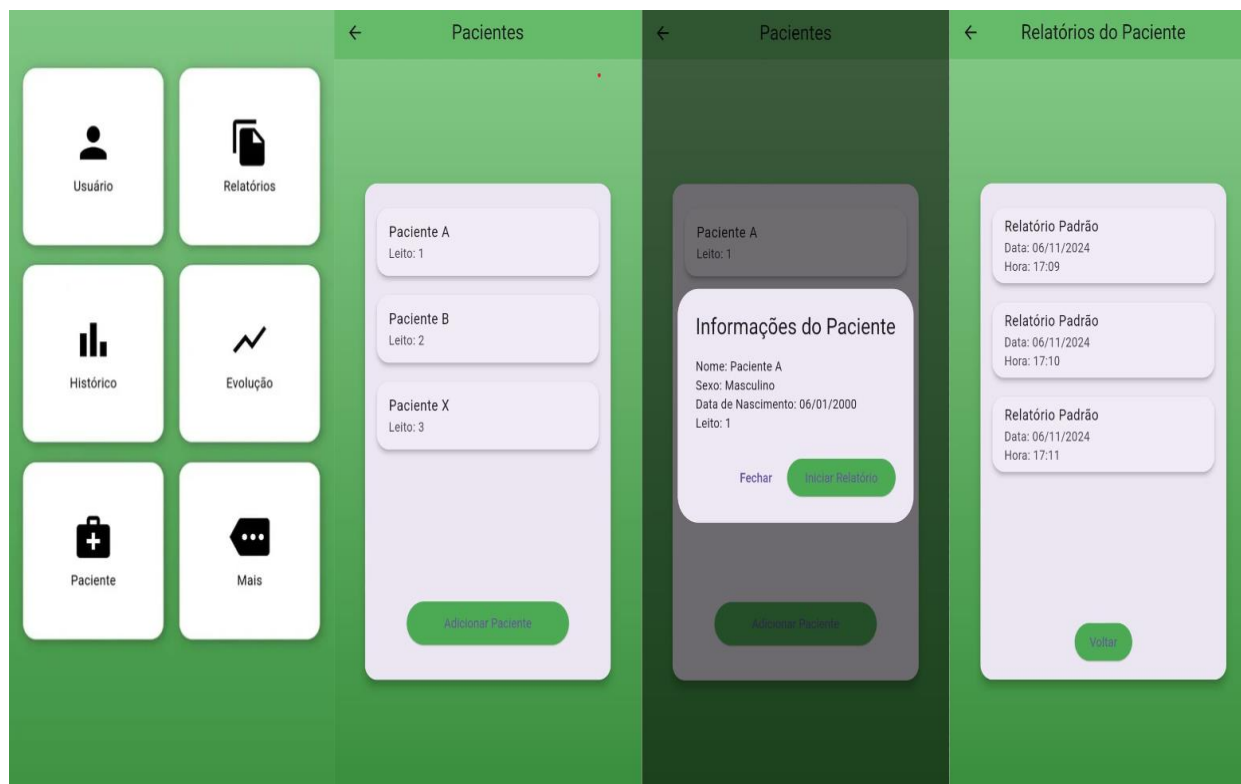 Usuário
Relatórios
Histórico
Evolução
Paciente
Mais
Pacientes
Paciente A
Leito: 1
Paciente B
Leito: 2
Paciente X
Leito: 3
Adicionar Paciente
Pacientes
Paciente A
Leito: 1
Informações do Paciente
Nome: Paciente A
Sexo: Masculino
Data de Nascimento: 06/01/2000
Leito: 1
Fechar
Iniciar Relatório
Adicionar Paciente
Relatórios do Paciente
Relatório Padrão
Data: 06/11/2024
Hora: 17:09
Relatório Padrão
Data: 06/11/2024
Hora: 17:10
Relatório Padrão
Data: 06/11/2024
Hora: 17:11
Voltar